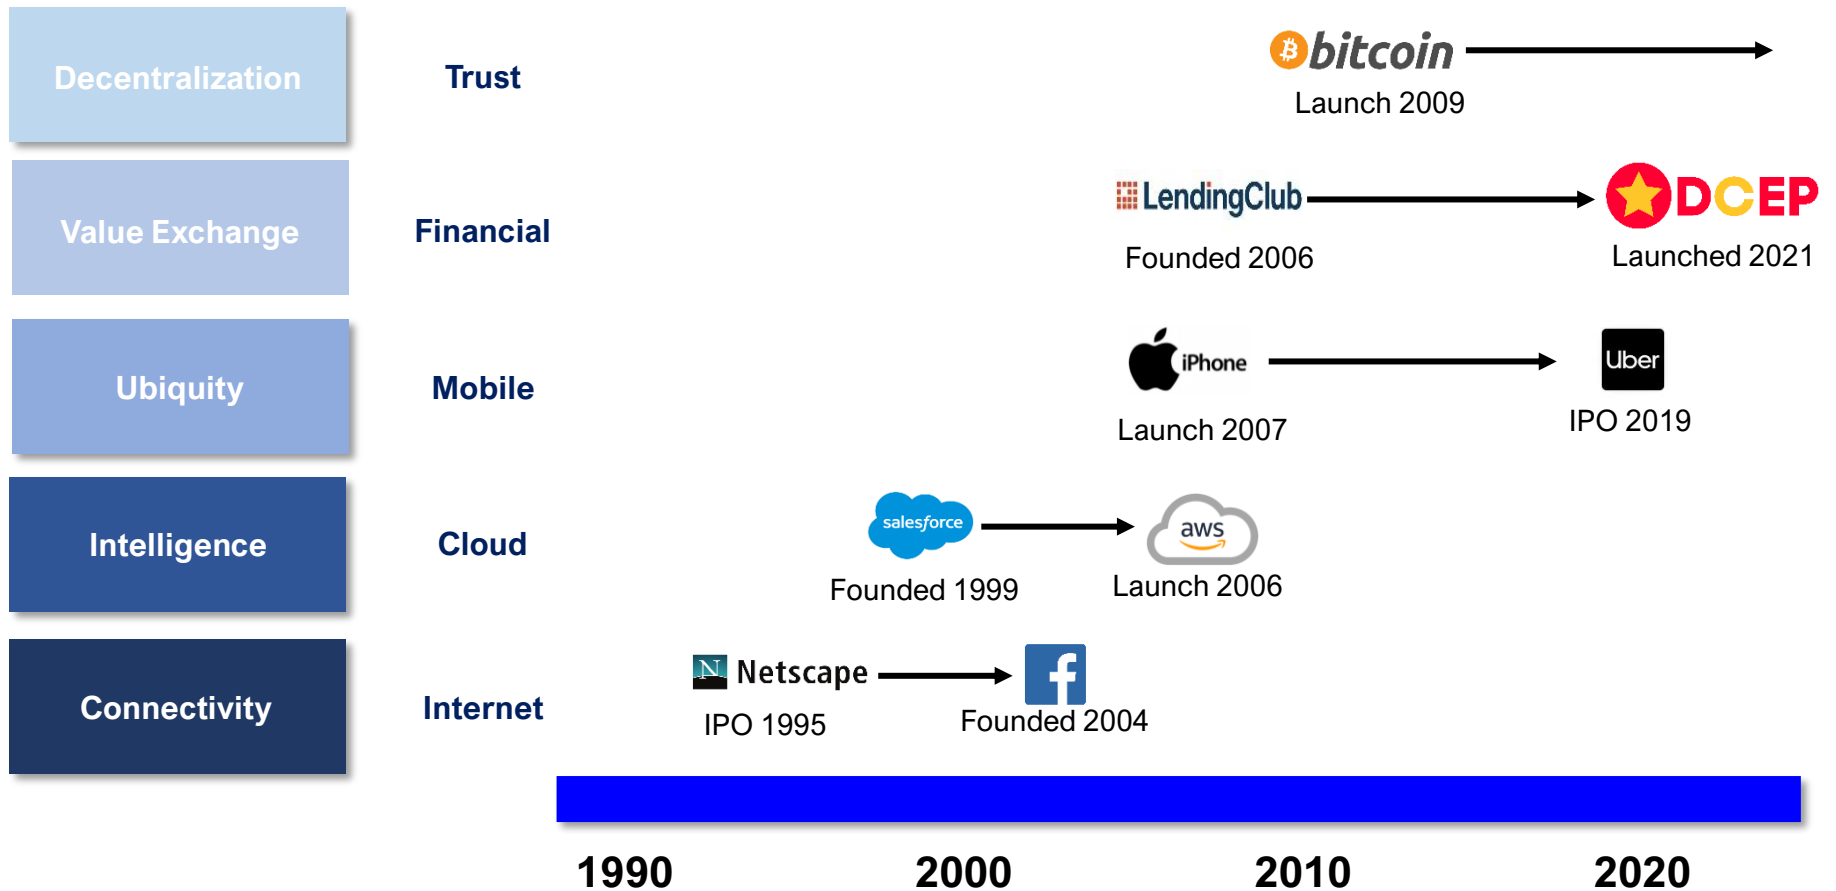 Decentralization
Trust
bitcoin
Launch 2009
Value Exchange
Financial
LendingClub
DCEP
Founded 2006
Launched 2021
Ubiquity
Mobile
iPhone
Uber
Launch 2007
IPO 2019
Intelligence
Cloud
salesforce
aws
Founded 1999
Launch 2006
Connectivity
Internet
N Netscape
f
IPO 1995
Founded 2004
1990
2000
2010
2020